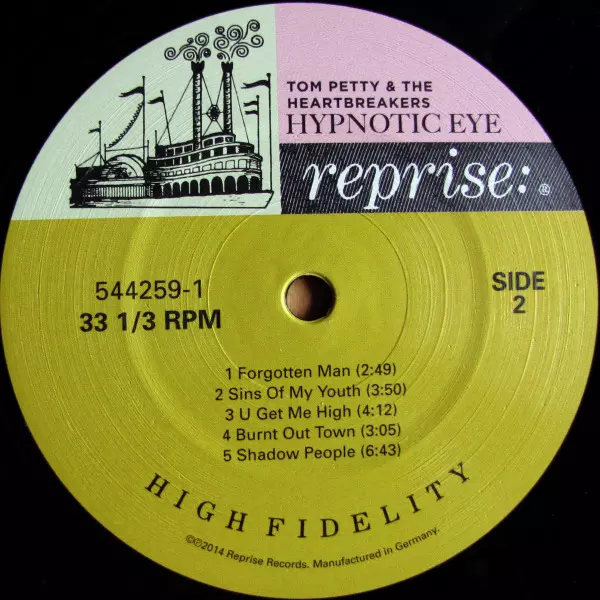 TOM PETTY & THE
HEARTBREAKERS
HYPNOTIC EYE
reprise: ®
544259-1
33 1/3 RPM
SIDE
2
1 Forgotten Man (2:49)
2 Sins Of My Youth (3:50)
3 U Get Me High (4:12)
4 Burnt Out Town (3:05)
5 Shadow People (6:43)
HIGH FIDELITY
©℗2014 Reprise Records. Manufactured in Germany.